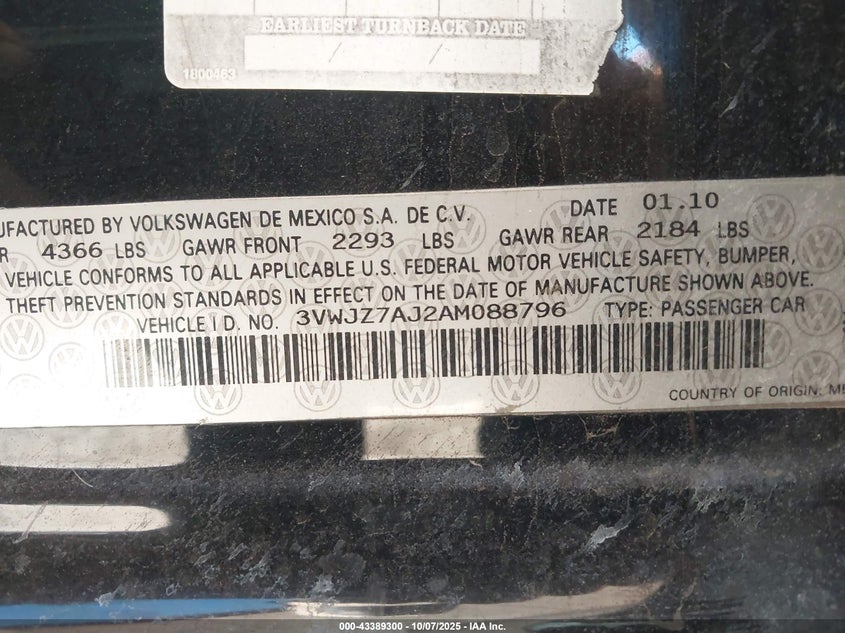 EARLIEST TURNBACK DATE
/ /
1800463
UFACTURED BY VOLKSWAGEN DE MEXICO S.A. DE C.V. DATE 01.10
R 4366 LBS GAWR FRONT 2293 LBS GAWR REAR 2184 LBS
VEHICLE CONFORMS TO ALL APPLICABLE U.S. FEDERAL MOTOR VEHICLE SAFETY, BUMPER,
THEFT PREVENTION STANDARDS IN EFFECT ON THE DATE OF MANUFACTURE SHOWN ABOVE.
VEHICLE I D. NO. 3VWJZ7AJ2AM088796 TYPE: PASSENGER CAR
COUNTRY OF ORIGIN: ME
000-43389300 - 10/07/2025 - IAA Inc.